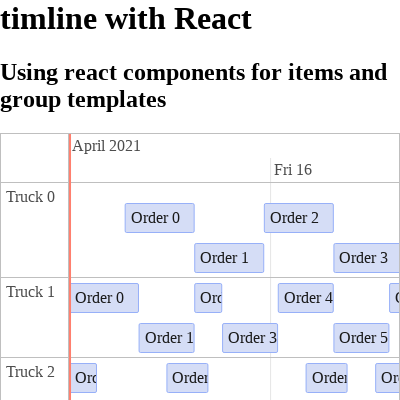 timline with React
Using react components for items and
group templates
April 2021
Fri 16
Truck 0
Order 0
Order 2
Order 1
Order 3
Truck 1
Order 0
Ord
Order 4
Order 1
Order 3
Order 5
Truck 2
Ord
Order
Order
Or